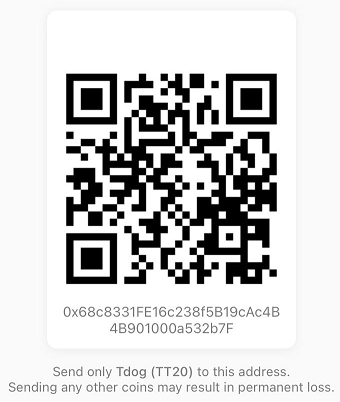 0x68c8331FE16c238f5B19cAc4B
4B901000a532b7F
Send only Tdog (TT20) to this address.
Sending any other coins may result in permanent loss.